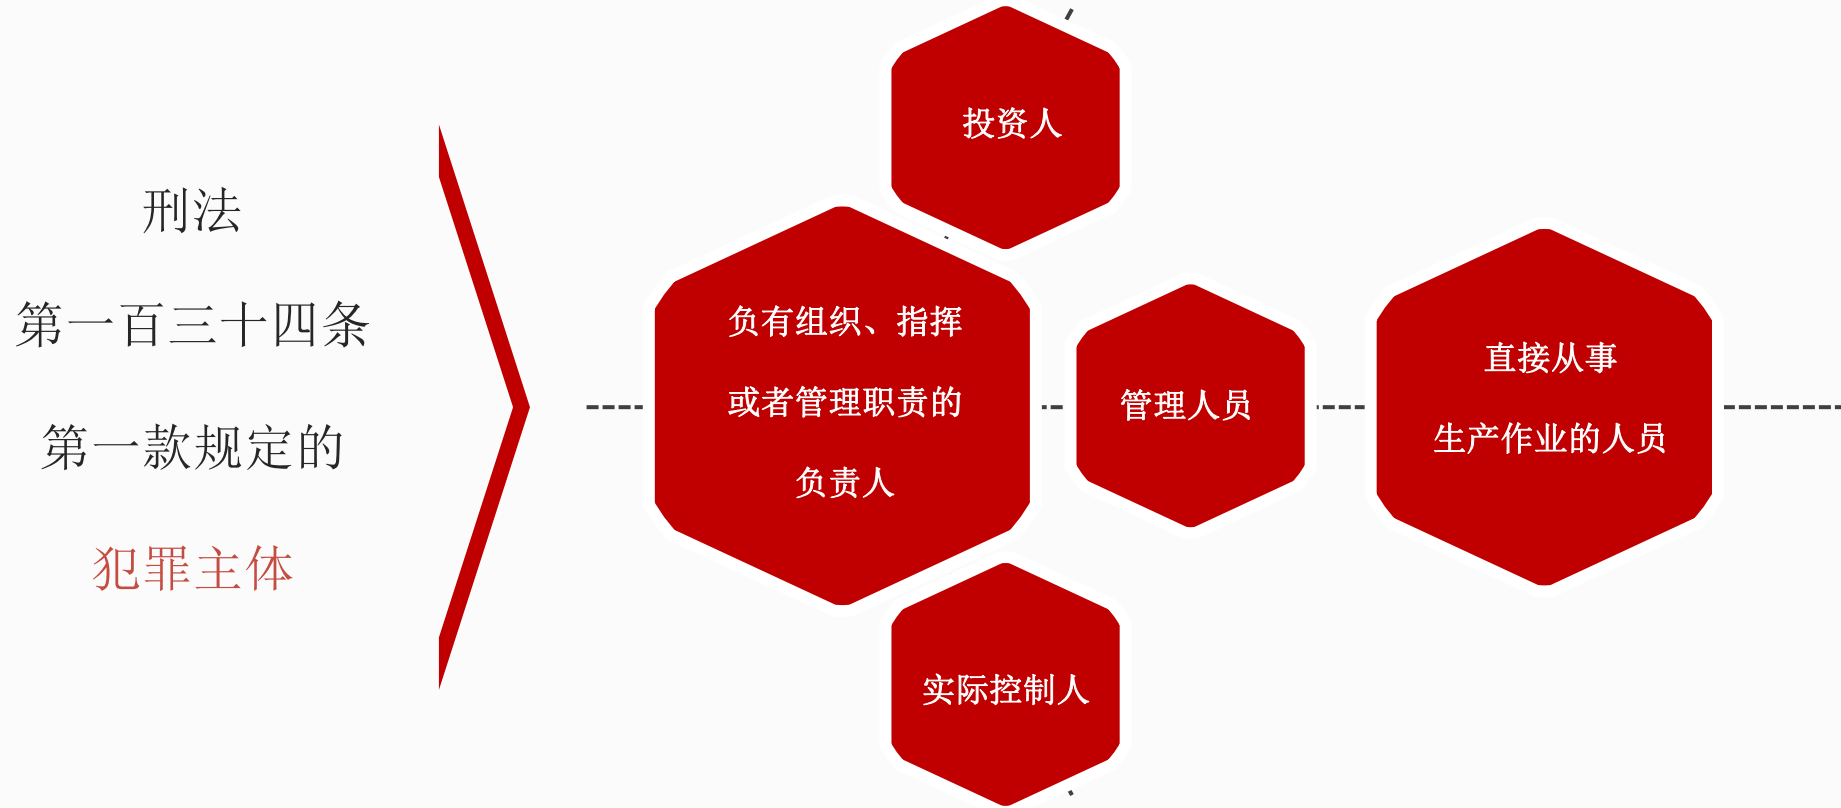 刑法
第一百三十四条
第一款规定的
犯罪主体
投资人
负有组织、指挥
或者管理职责的
负责人
管理人员
实际控制人
直接从事
生产作业的人员